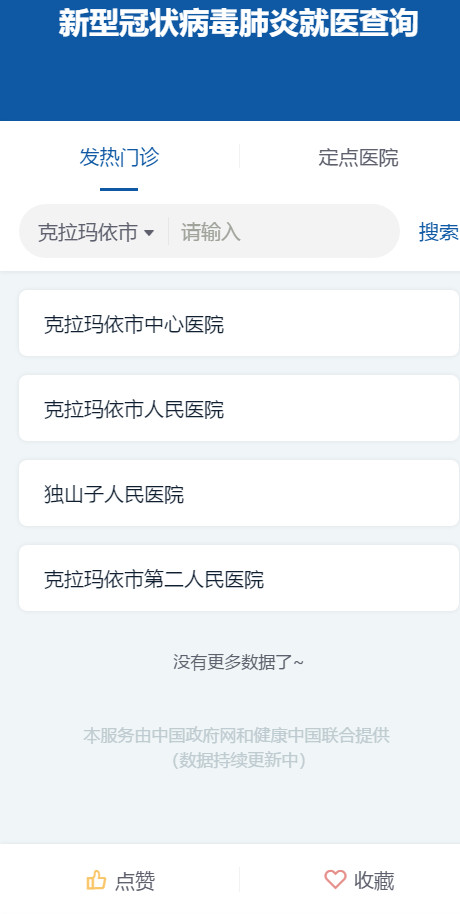 新型冠状病毒肺炎就医查询
发热门诊 定点医院
克拉玛依市 请输入 搜索
克拉玛依市中心医院
克拉玛依市人民医院
独山子人民医院
克拉玛依市第二人民医院
没有更多数据了~
本服务由中国政府网和健康中国联合提供
(数据持续更新中)
点赞 收藏